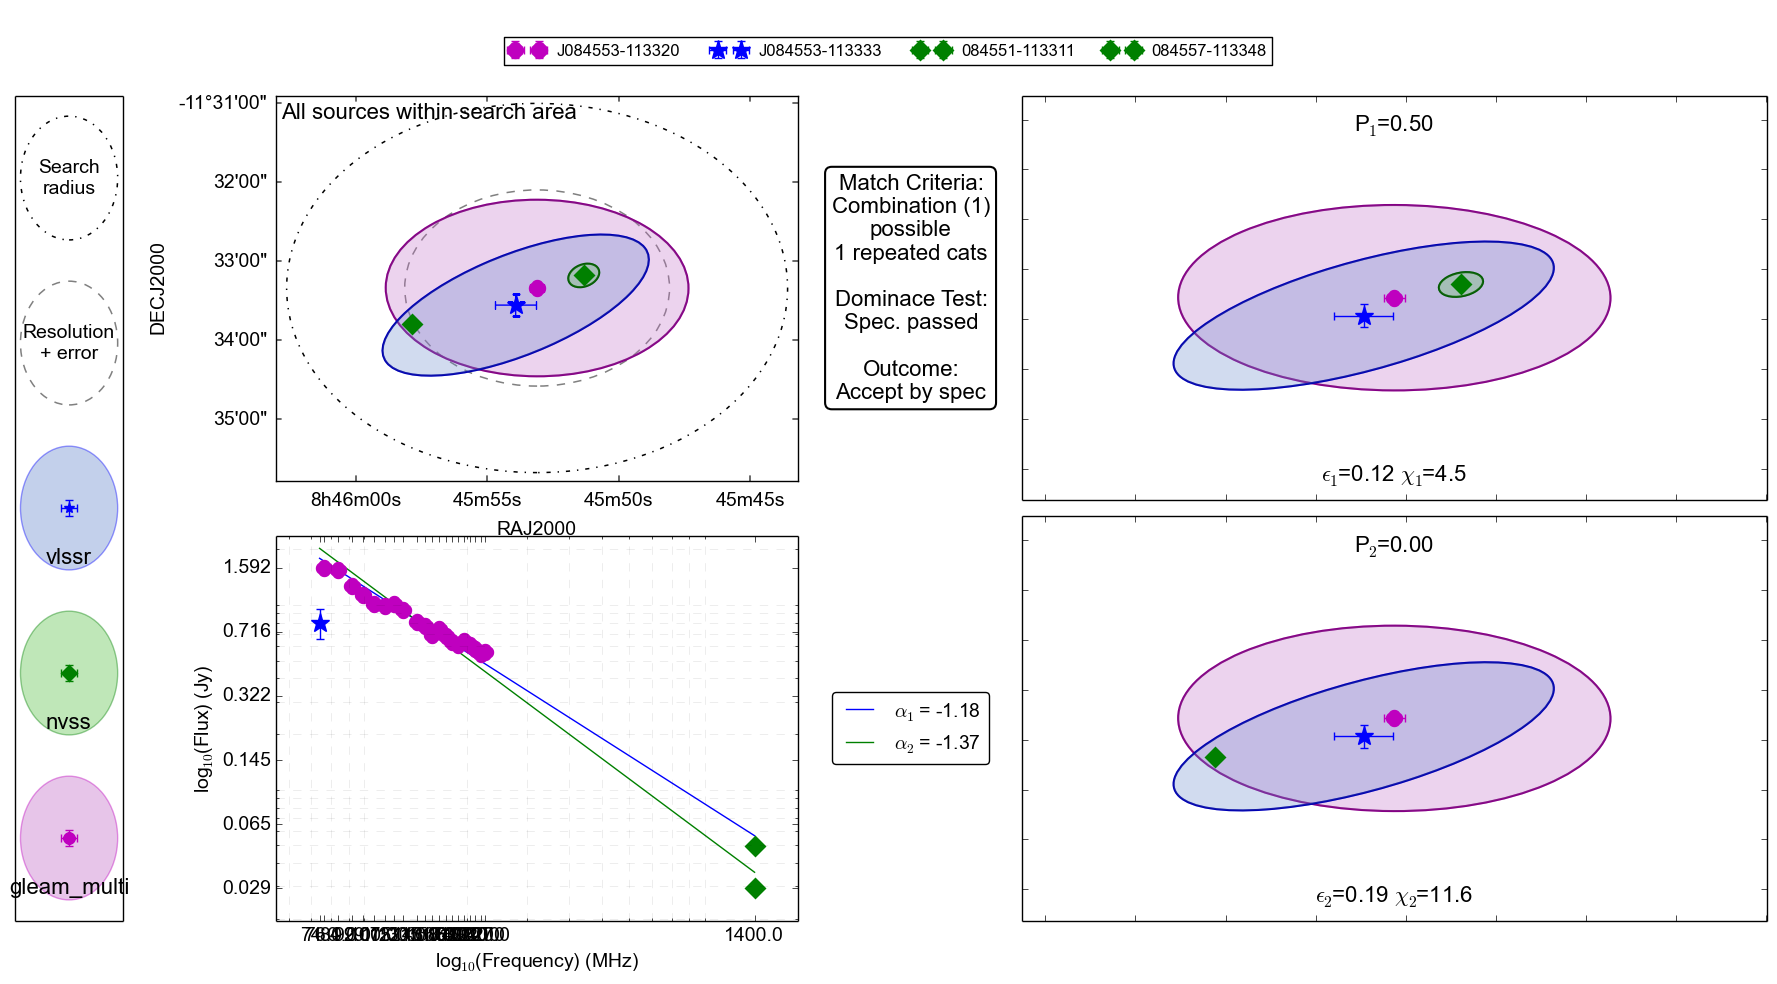 J084553-113320 J084553-113333 084551-113311 084557-113348
Search
radius
Resolution
+ error
vlssr
nvss
gleam_multi
All sources within search area
-11°31'00"
32'00"
33'00"
34'00"
35'00"
DECJ2000
8h46m00s 45m55s 45m50s 45m45s
RAJ2000
Match Criteria:
Combination (1)
possible
1 repeated cats
Dominace Test:
Spec. passed
Outcome:
Accept by spec
P₁=0.50
ϵ₁=0.12 χ₁=4.5
1.592
0.716
0.322
0.145
0.065
0.029
log₁₀(Flux) (Jy)
1400.0
log₁₀(Frequency) (MHz)
α₁ = -1.18
α₂ = -1.37
P₂=0.00
ϵ₂=0.19 χ₂=11.6